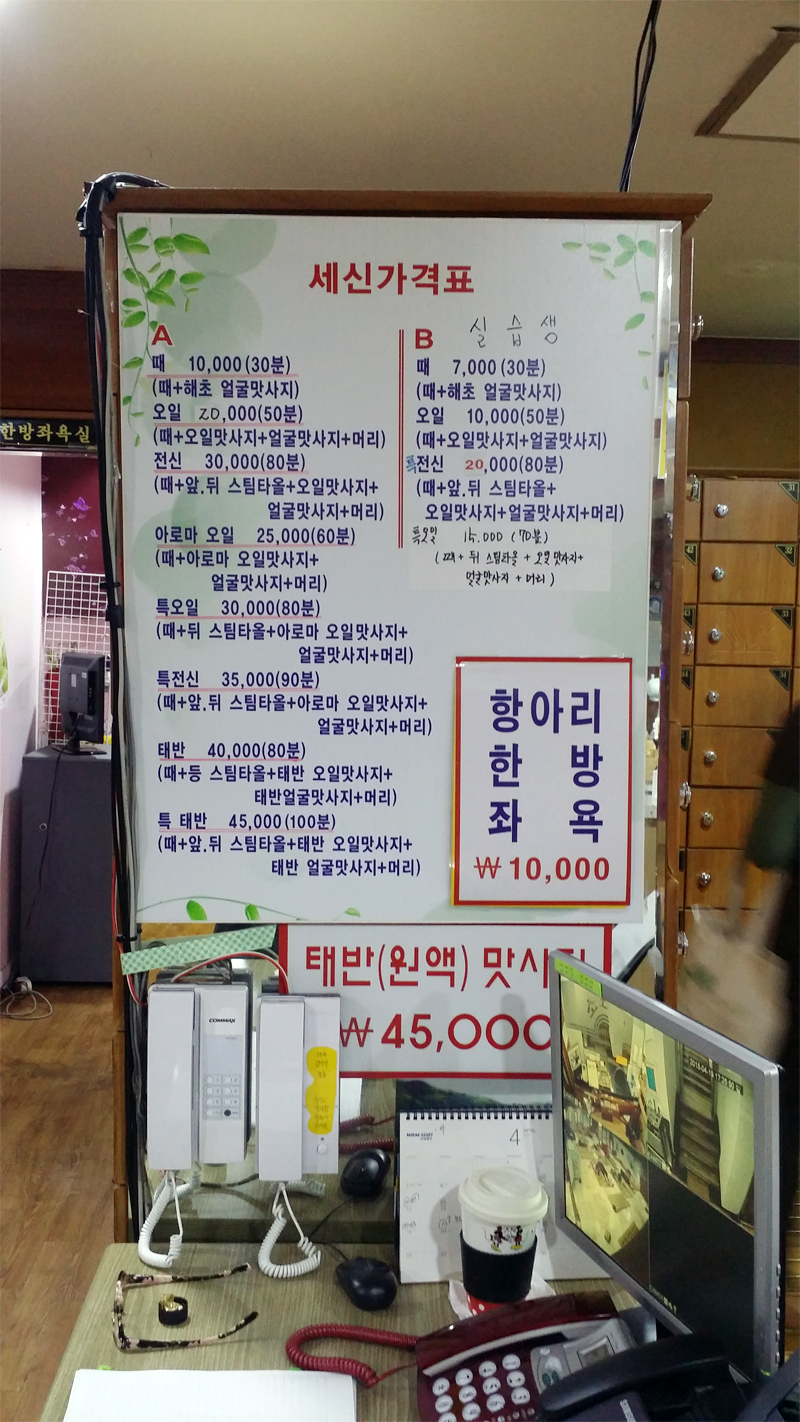 세신가격표
A
때 10,000(30분)
(때+해초 얼굴맛사지)
오일 20,000(50분)
(때+오일맛사지+얼굴맛사지+머리)
전신 30,000(80분)
(때+앞.뒤 스팀타올+오일맛사지+
얼굴맛사지+머리)
아로마 오일 25,000(60분)
(때+아로마 오일맛사지+
얼굴맛사지+머리)
특오일 30,000(80분)
(때+뒤 스팀타올+아로마 오일맛사지+
얼굴맛사지+머리)
특전신 35,000(90분)
(때+앞.뒤 스팀타올+아로마 오일맛사지+
얼굴맛사지+머리)
태반 40,000(80분)
(때+등 스팀타올+태반 오일맛사지+
태반얼굴맛사지+머리)
특 태반 45,000(100분)
(때+앞.뒤 스팀타올+태반 오일맛사지+
태반 얼굴맛사지+머리)
B 실습생
때 7,000(30분)
(때+해초 얼굴맛사지)
오일 10,000(50분)
(때+오일맛사지+얼굴맛사지)
특전신 20,000(80분)
(때+앞.뒤 스팀타올+
오일맛사지+얼굴맛사지+머리)
특오일 15.000 (70분)
(때+ 뒤 스팀타올 + 오일 맛사지+
얼굴맛사지 + 머리)
항아리
한 방
좌 욕
₩ 10,000
태반(원액) 맛사
₩ 45,000
한방좌욕실
COMMAX
4